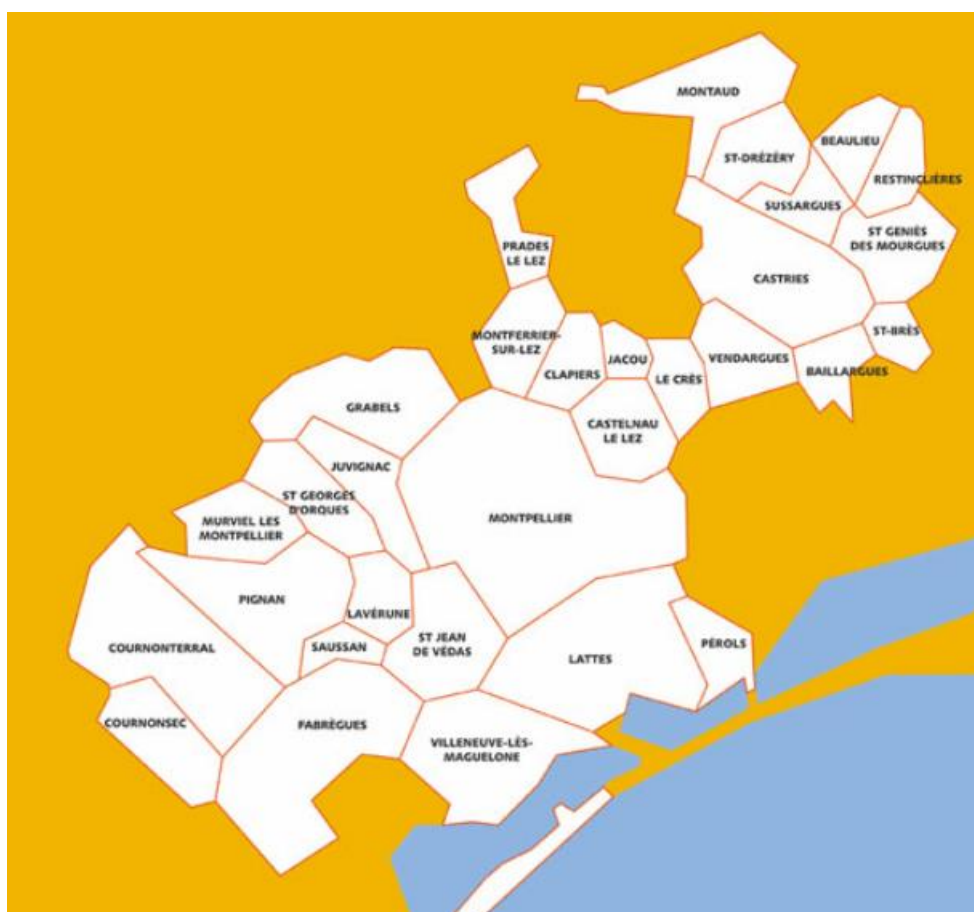 MONTAUD
BEAULIEU
ST-DRÉZÉRY
RESTINCLIÈRES
SUSSARGUES
ST GENIÈS
DES MOURGUES
PRADES
LE LEZ
CASTRIES
ST-BRÈS
MONTFERRIER-
SUR-LEZ
VENDARGUES
JACOU
CLAPIERS
LE CRÈS
BAILLARGUES
GRABELS
CASTELNAU
LE LEZ
JUVIGNAC
ST GEORGES
D'ORQUES
MURVIEL LES
MONTPELLIER
MONTPELLIER
PIGNAN
LAVÉRUNE
COURNONTERRAL
SAUSSAN
ST JEAN
DE VÉDAS
LATTES
PÉROLS
COURNONSEC
FABRÈGUES
VILLENEUVE-LÈS-
MAGUELONE